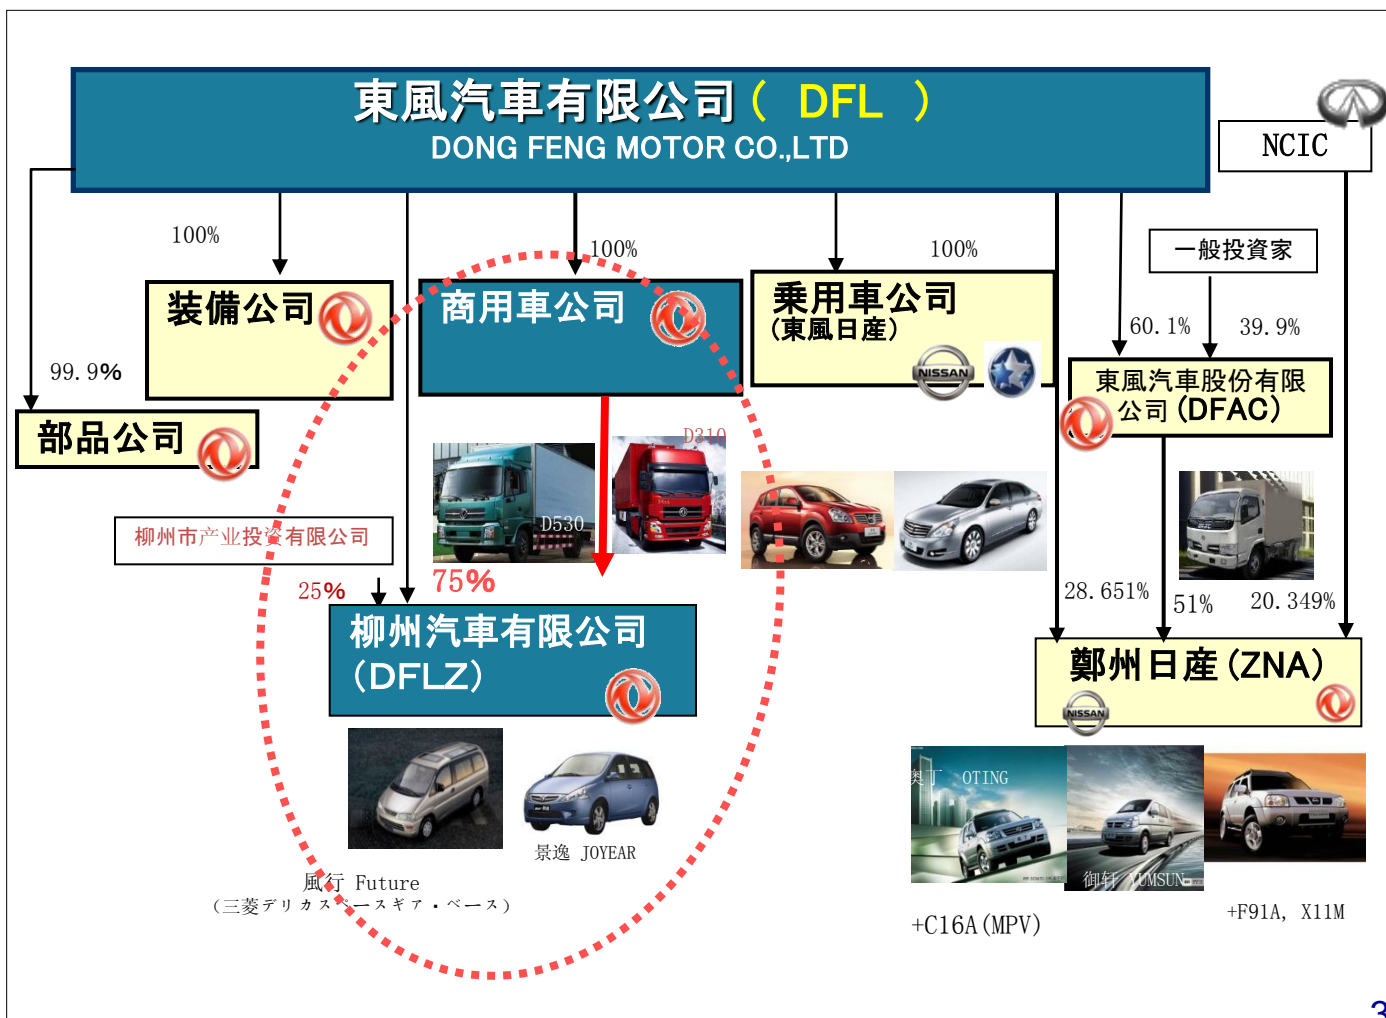 東風汽車有限公司( DFL )
DONG FENG MOTOR CO.,LTD
NCIC
100%
100%
100%
一般投資家
装備公司
商用車公司
乗用車公司
(東風日産)
NISSAN
60.1%
39.9%
99.9%
部品公司
東風汽車股份有限
公司(DFAC)
D310
D530
柳州市产业投资有限公司
25%
75%
28.651%
51%
20.349%
柳州汽車有限公司
(DFLZ)
鄭州日産(ZNA)
NISSAN
奥丁 OTING
御轩 YUMSUN
景逸 JOYEAR
風行 Future
(三菱デリカスペースギア・ベース)
+C16A(MPV)
+F91A, X11M
3